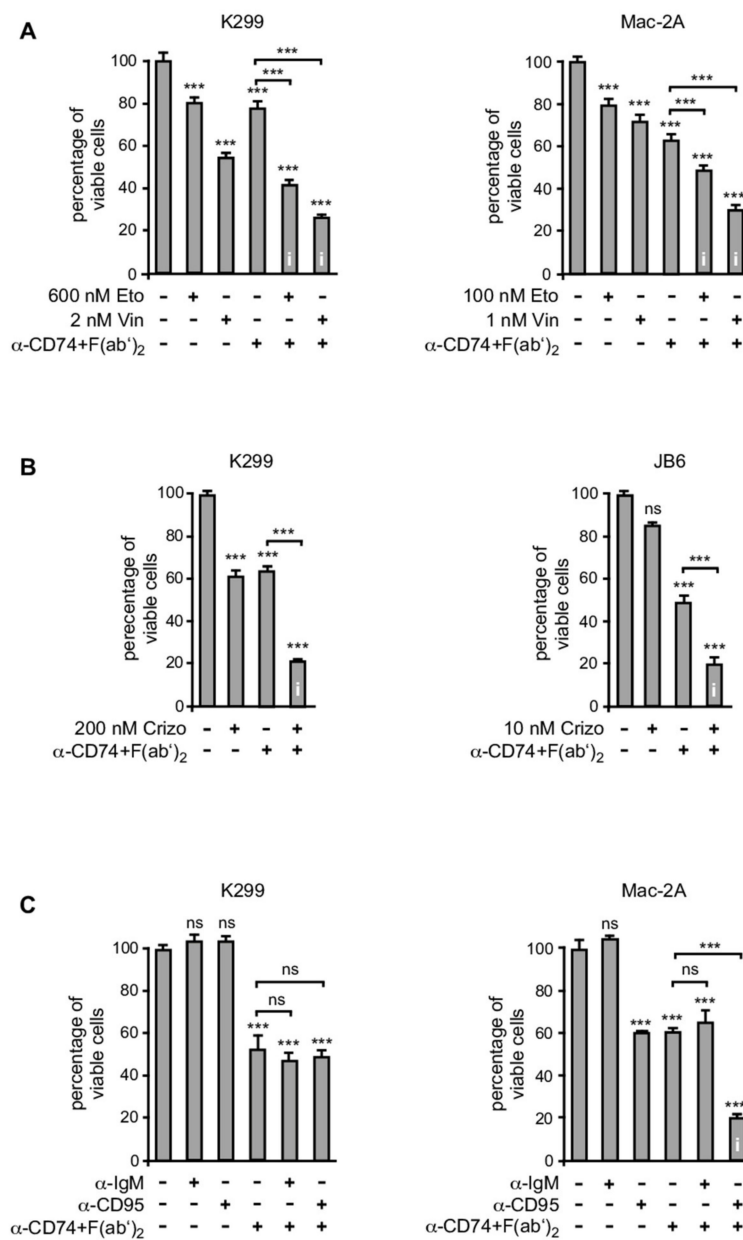 A
K299
percentage of
viable cells
100
80
60
40
20
0
***
***
***
***
***
***
***
i
i
600 nM Eto - + - - + -
2 nM Vin - - + - - +
α-CD74+F(ab‘)2 - - - + + +
Mac-2A
percentage of
viable cells
100
80
60
40
20
0
***
***
***
***
***
***
***
i
i
100 nM Eto - + - - + -
1 nM Vin - - + - - +
α-CD74+F(ab‘)2 - - - + + +
B
K299
perecentage of
viable cells
100
80
60
40
20
0
***
***
***
***
i
200 nM Crizo - + - +
α-CD74+F(ab‘)2 - - + +
JB6
percentage of
viable cells
100
80
60
40
20
0
ns
***
***
***
i
10 nM Crizo - + - +
α-CD74+F(ab‘)2 - - + +
C
K299
percentage of
viable cells
100
80
60
40
20
0
ns ns
ns
ns
***
***
***
α-IgM - + - - + -
α-CD95 - - + - - +
α-CD74+F(ab‘)2 - - - + + +
Mac-2A
percentage of
viable cells
100
80
60
40
20
0
ns
***
ns
***
***
***
***
i
α-IgM - + - - + -
α-CD95 - - + - - +
α-CD74+F(ab‘)2 - - - + + +